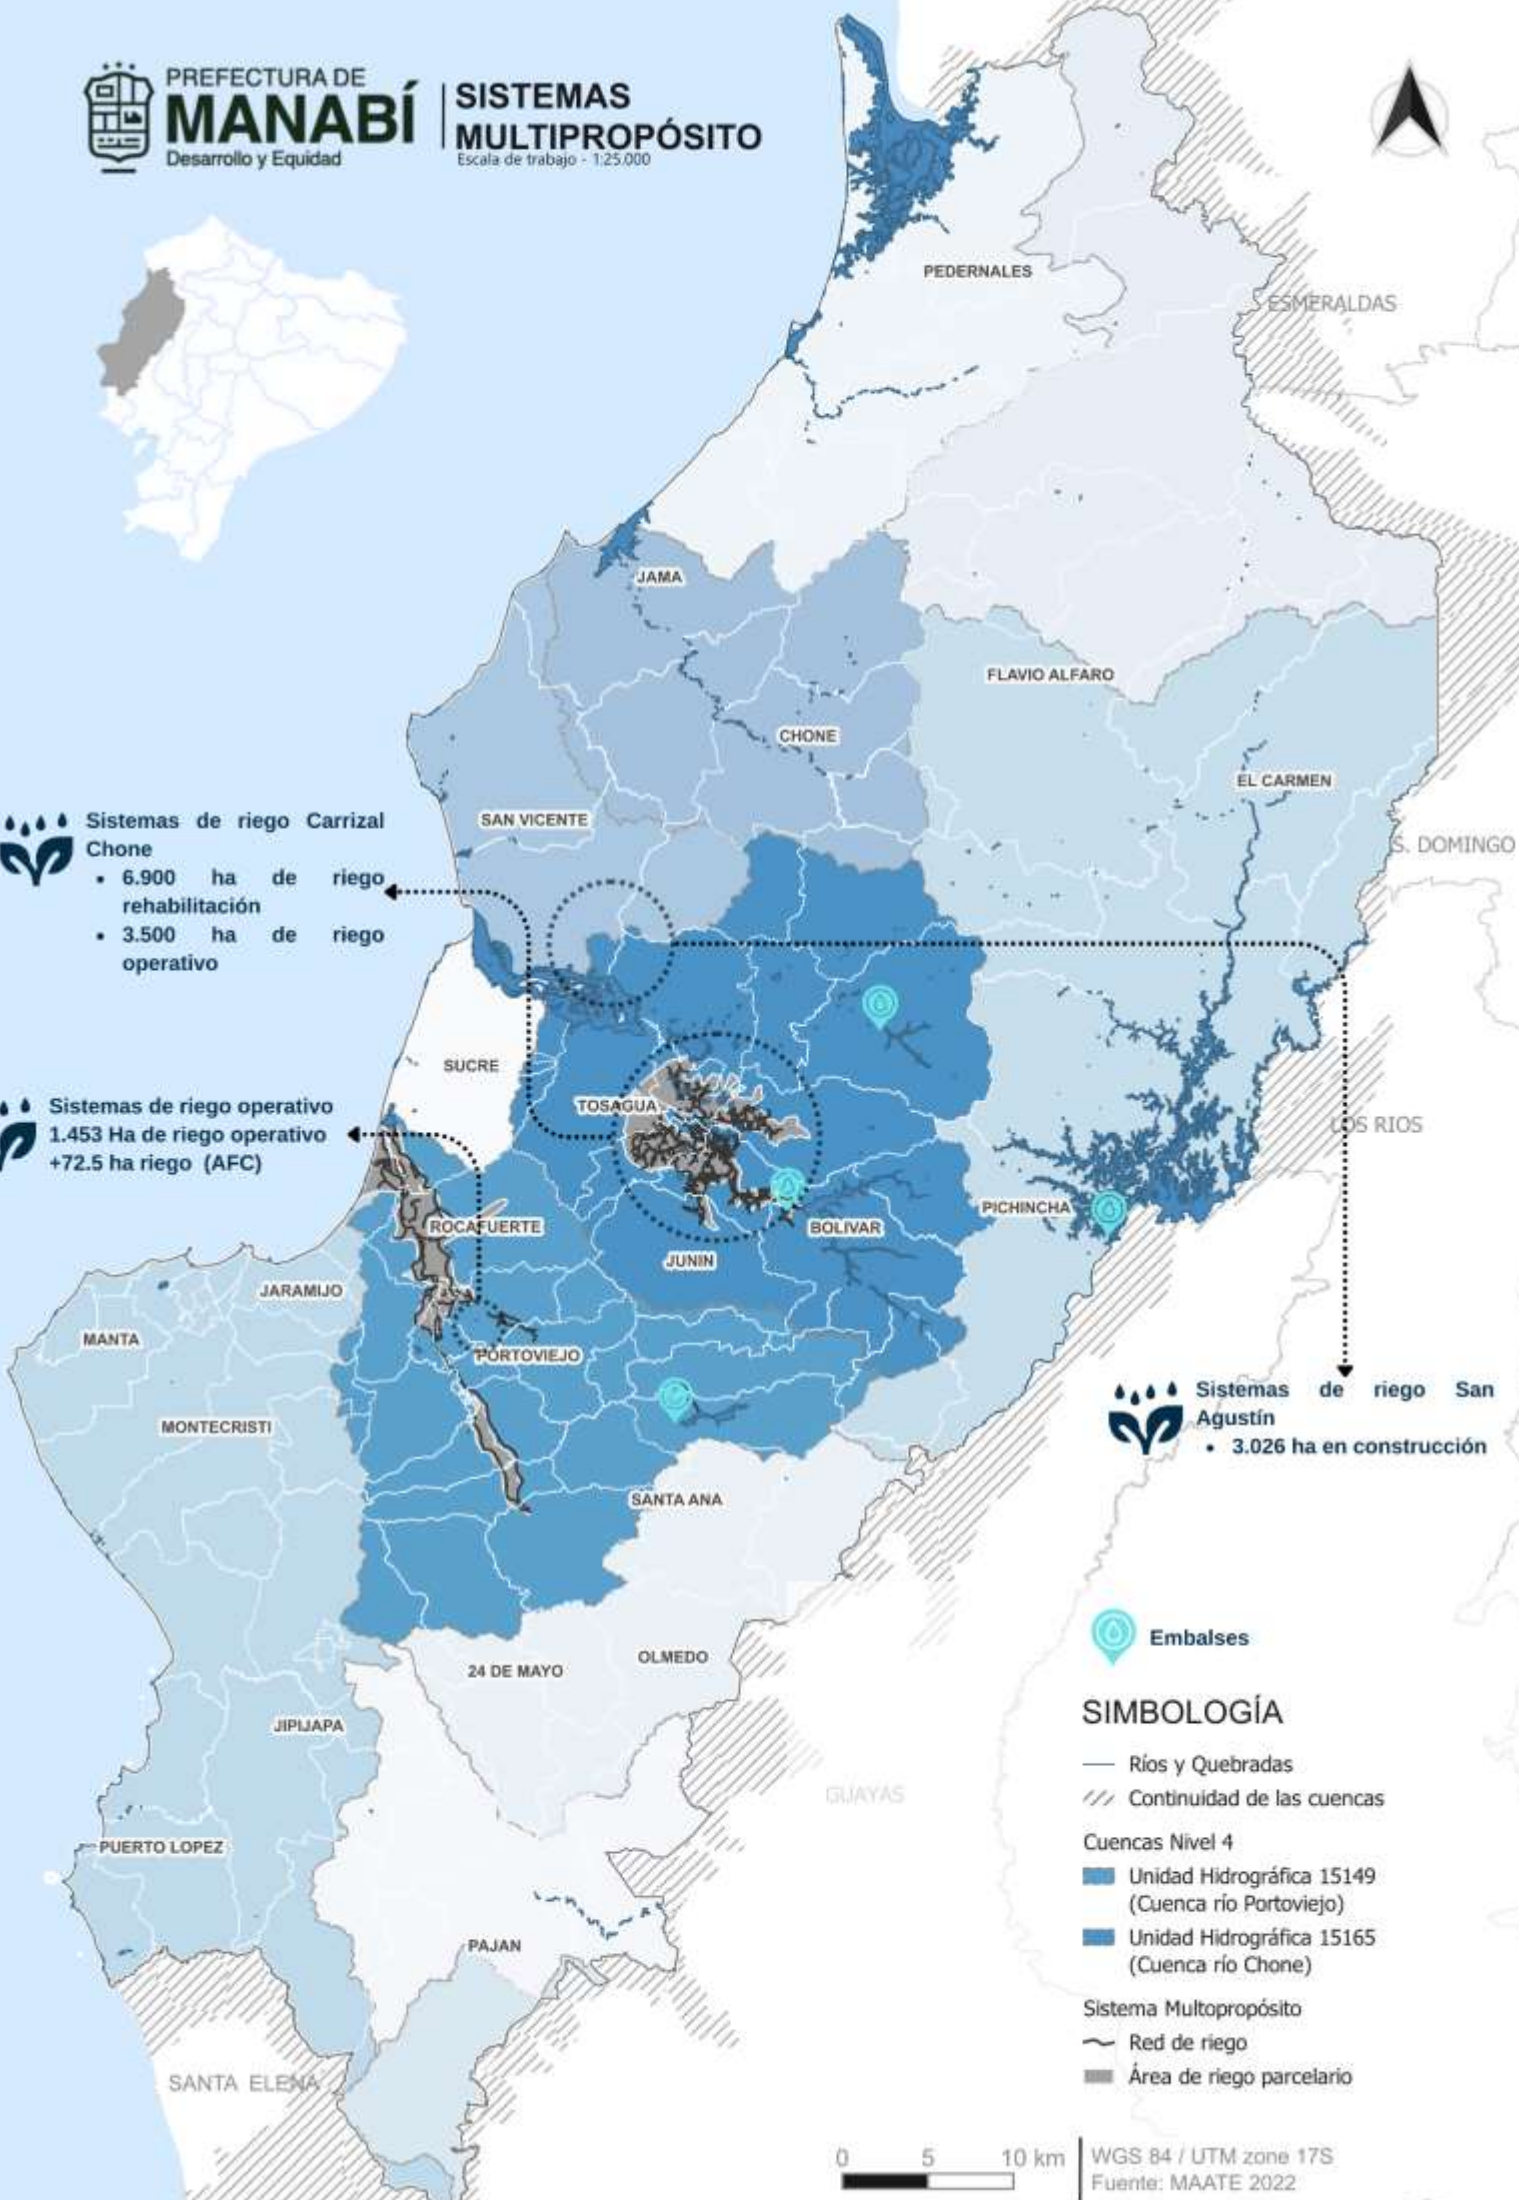 PREFECTURA DE
MANABÍ
Desarrollo y Equidad
SISTEMAS
MULTIPROPÓSITO
Escala de trabajo - 1:25.000
PEDERNALES
ESMERALDAS
JAMA
FLAVIO ALFARO
CHONE
EL CARMEN
SAN VICENTE
S. DOMINGO
Sistemas de riego Carrizal
Chone
• 6.900 ha de riego
rehabilitación
• 3.500 ha de riego
operativo
SUCRE
TOSAGUA
LOS RIOS
Sistemas de riego operativo
1.453 Ha de riego operativo
+72.5 ha riego (AFC)
ROCAFUERTE
BOLIVAR
PICHINCHA
JUNIN
JARAMIJO
MANTA
PORTOVIEJO
MONTECRISTI
Sistemas de riego San
Agustín
• 3.026 ha en construcción
SANTA ANA
24 DE MAYO
OLMEDO
JIPIJAPA
GUAYAS
PUERTO LOPEZ
PAJAN
SANTA ELENA
Embalses
SIMBOLOGÍA
Ríos y Quebradas
Continuidad de las cuencas
Cuencas Nivel 4
Unidad Hidrográfica 15149
(Cuenca río Portoviejo)
Unidad Hidrográfica 15165
(Cuenca río Chone)
Sistema Multopropósito
Red de riego
Área de riego parcelario
0 5 10 km
WGS 84 / UTM zone 17S
Fuente: MAATE 2022